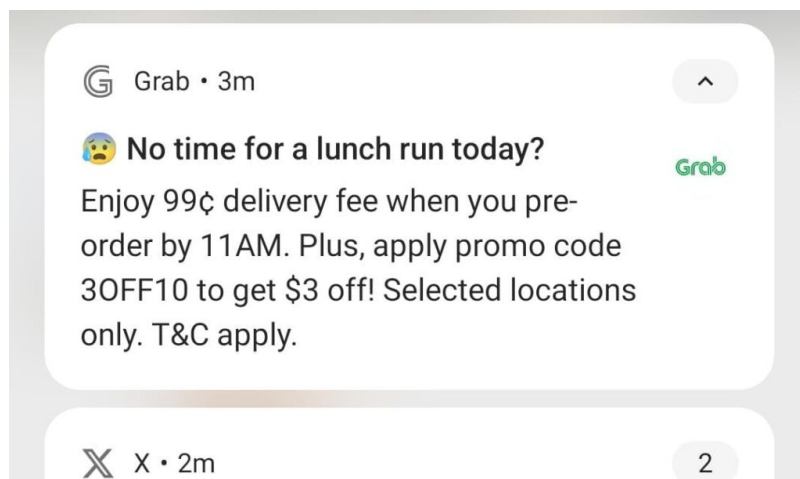 Grab • 3m
😰 No time for a lunch run today?
Grab
Enjoy 99¢ delivery fee when you pre-
order by 11AM. Plus, apply promo code
3OFF10 to get $3 off! Selected locations
only. T&C apply.
X • 2m
2